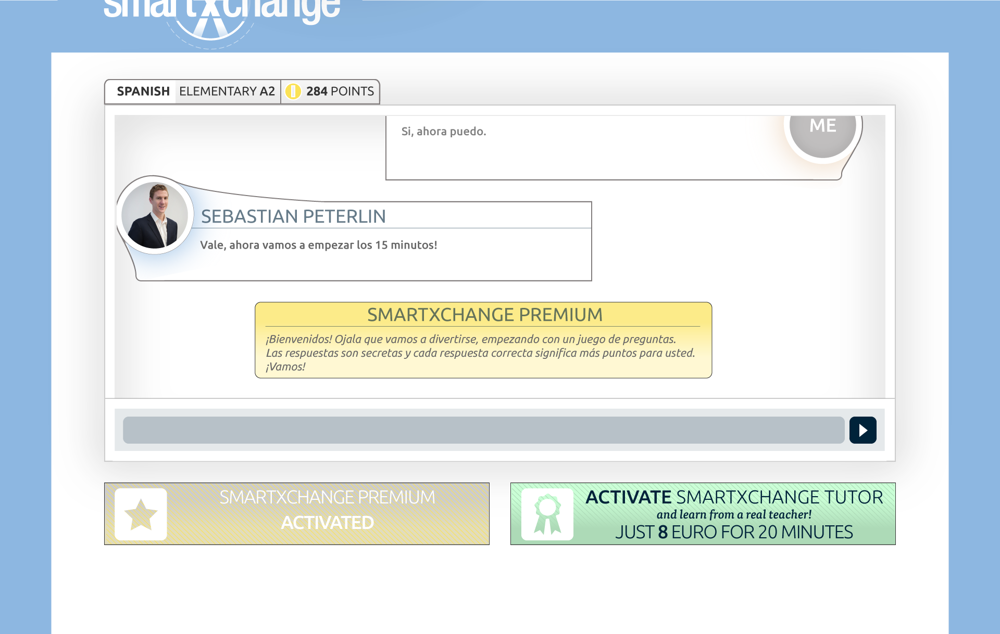 smartXchange
SPANISH ELEMENTARY A2 284 POINTS
Si, ahora puedo.
ME
SEBASTIAN PETERLIN
Vale, ahora vamos a empezar los 15 minutos!
SMARTXCHANGE PREMIUM
¡Bienvenidos! Ojala que vamos a divertirse, empezando con un juego de preguntas.
Las respuestas son secretas y cada respuesta correcta significa más puntos para usted.
¡Vamos!
SMARTXCHANGE PREMIUM
ACTIVATED
ACTIVATE SMARTXCHANGE TUTOR
and learn from a real teacher!
JUST 8 EURO FOR 20 MINUTES